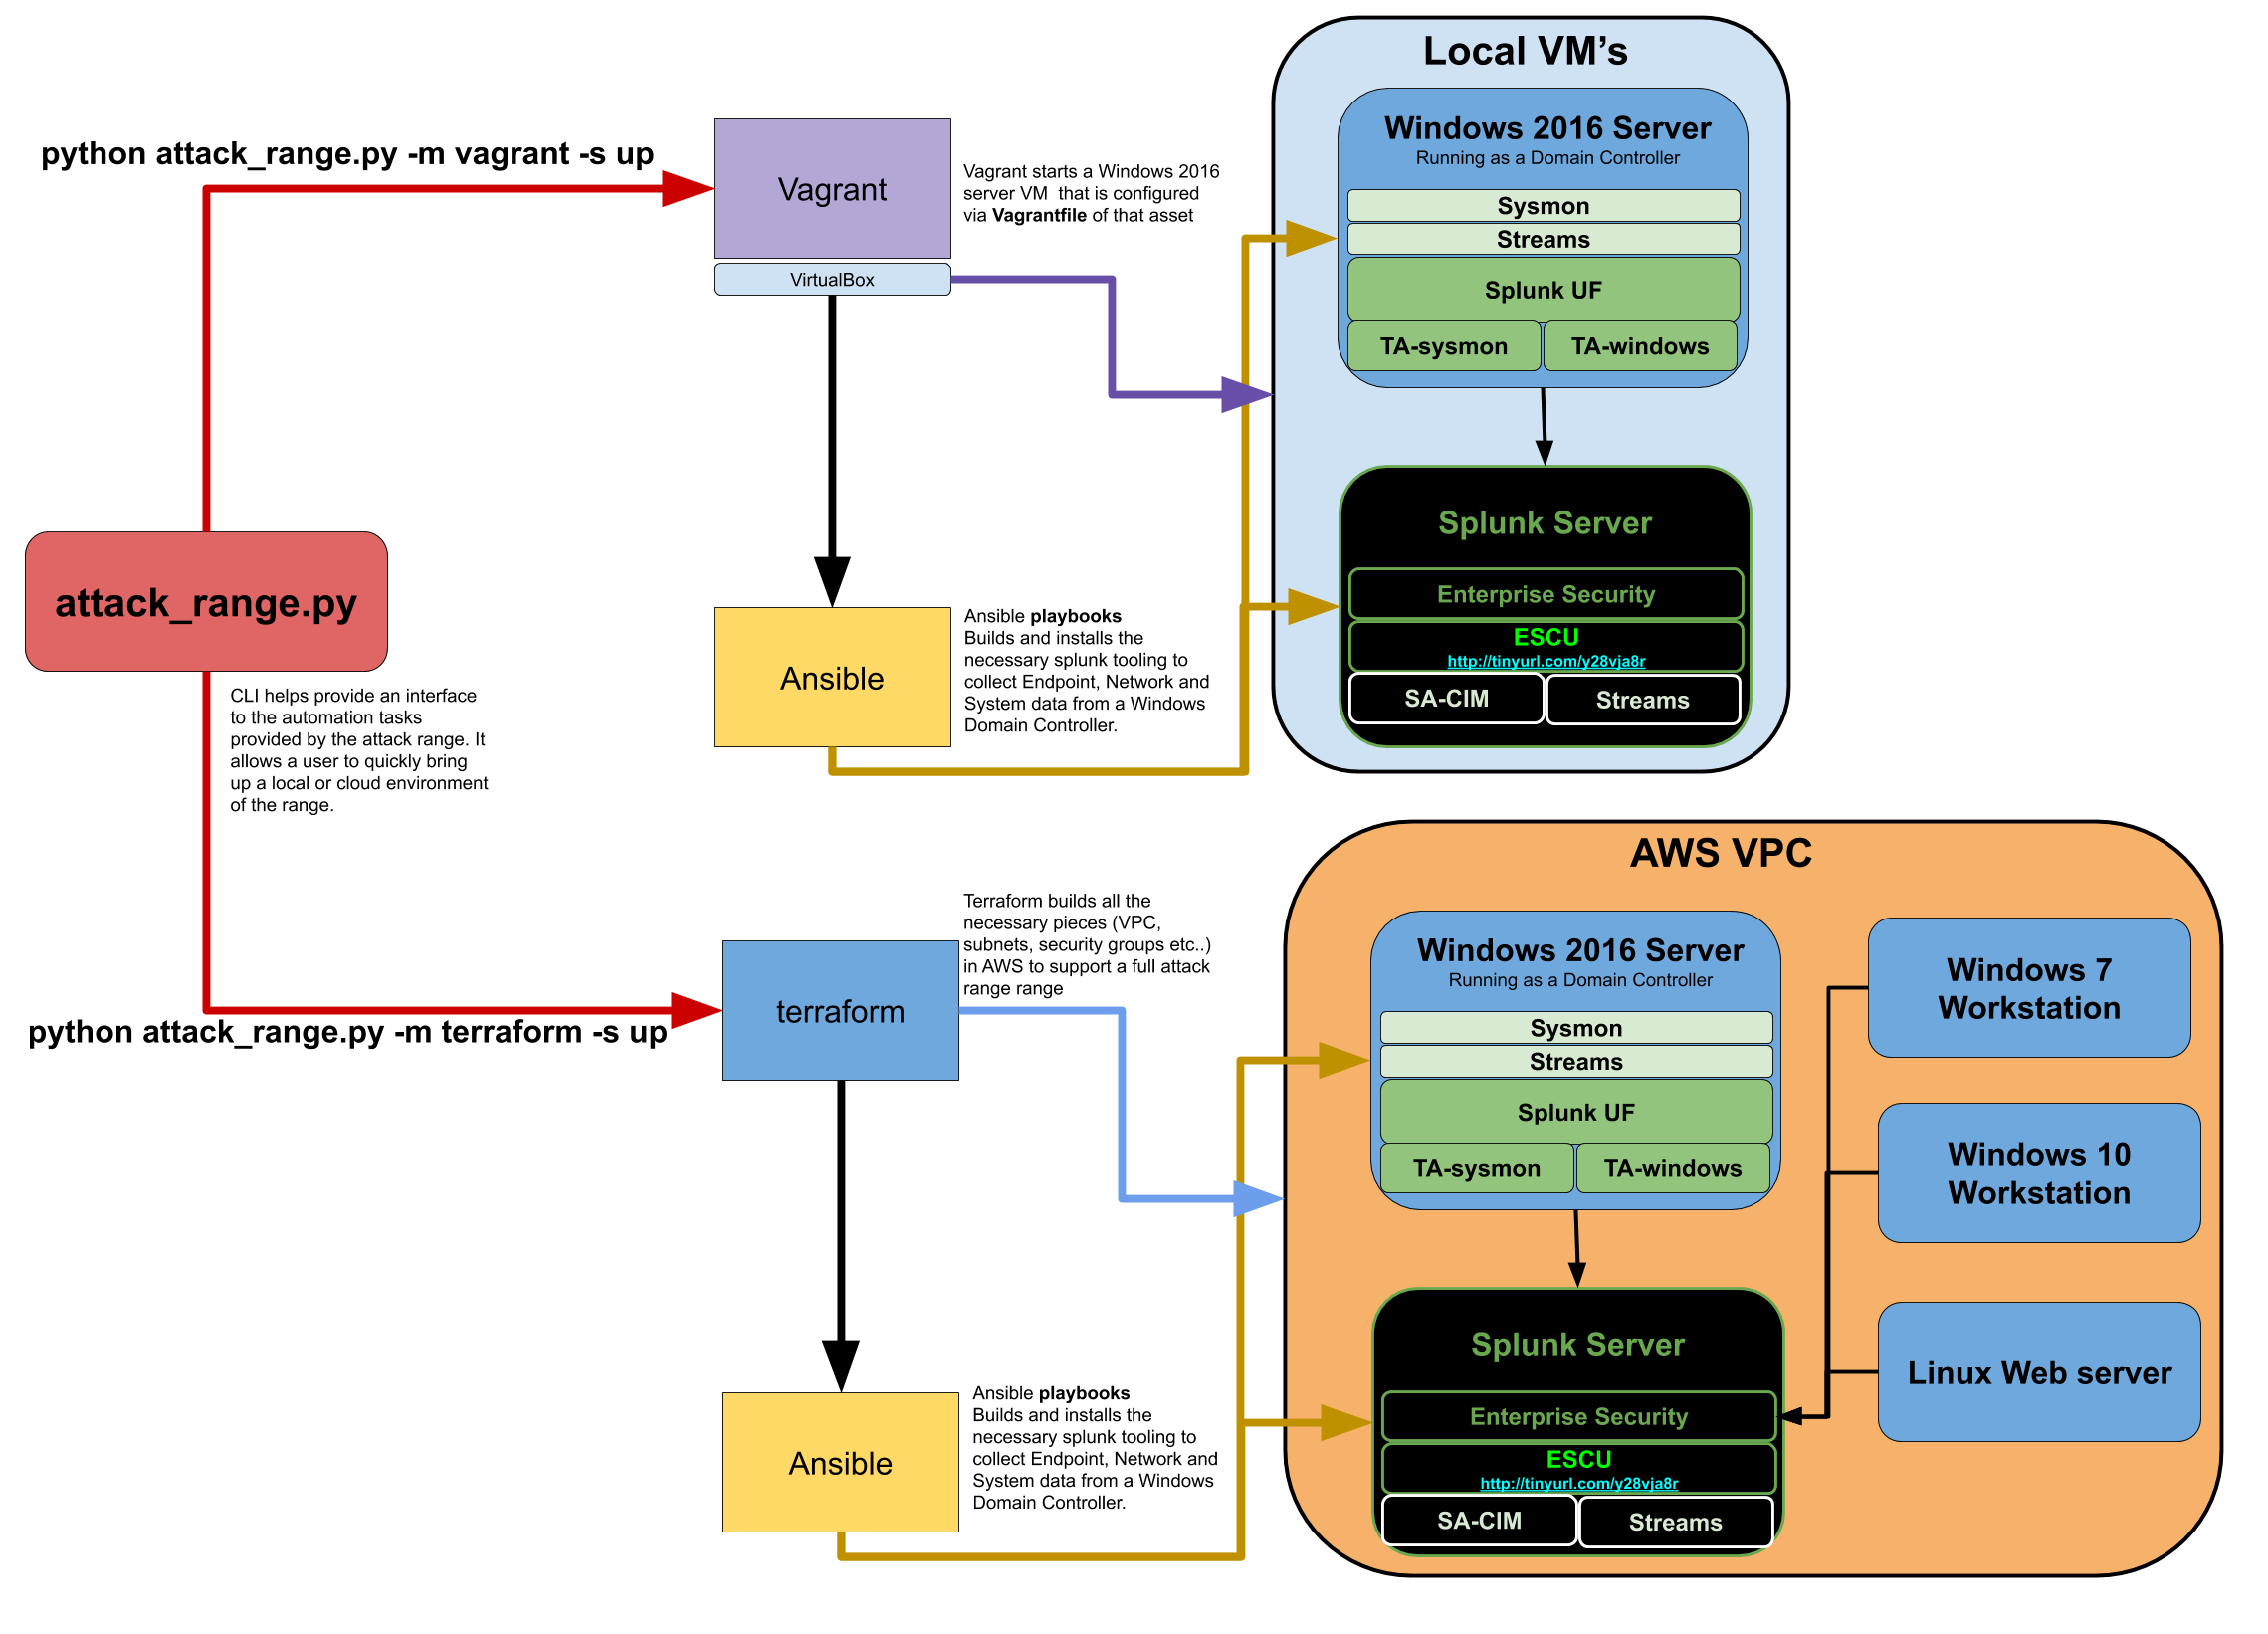 Local VM's
Windows 2016 Server
Running as a Domain Controller
python attack_range.py -m vagrant -s up
Vagrant
Vagrant starts a Windows 2016
server VM  that is configured
via Vagrantfile of that asset
VirtualBox
Sysmon
Streams
Splunk UF
TA-sysmon
TA-windows
Splunk Server
Enterprise Security
ESCU
http://tinyurl.com/y28vja8r
SA-CIM
Streams
attack_range.py
CLI helps provide an interface
to the automation tasks
provided by the attack range. It
allows a user to quickly bring
up a local or cloud environment
of the range.
Ansible
Ansible playbooks
Builds and installs the
necessary splunk tooling to
collect Endpoint, Network and
System data from a Windows
Domain Controller.
AWS VPC
python attack_range.py -m terraform -s up
terraform
Terraform builds all the
necessary pieces (VPC,
subnets, security groups etc..)
in AWS to support a full attack
range range
Windows 2016 Server
Running as a Domain Controller
Sysmon
Streams
Splunk UF
TA-sysmon
TA-windows
Windows 7
Workstation
Windows 10
Workstation
Linux Web server
Splunk Server
Enterprise Security
ESCU
http://tinyurl.com/y28vja8r
SA-CIM
Streams
Ansible
Ansible playbooks
Builds and installs the
necessary splunk tooling to
collect Endpoint, Network and
System data from a Windows
Domain Controller.